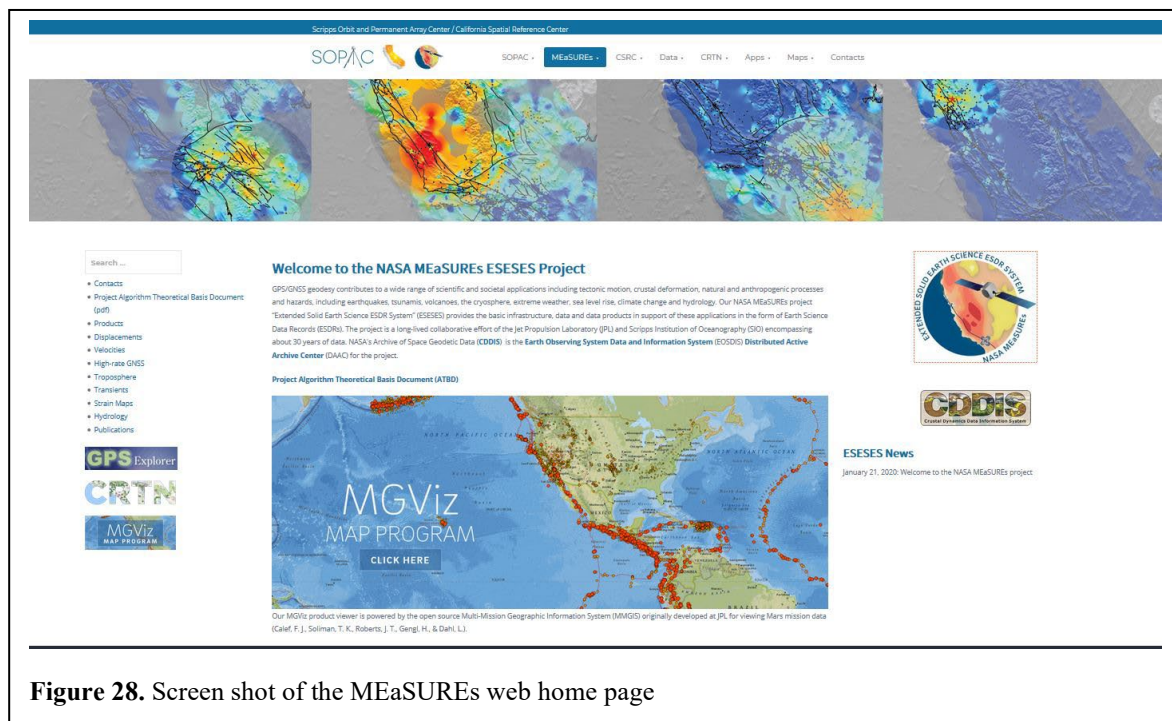 Scripps Orbit and Permanent Array Center / California Spatial Reference Center
SOPAC
SOPAC
MEaSUREs
CSRC
Data
CRTN
Apps
Maps
Contacts
Search ...
Contacts
Project Algorithm Theoretical Basis Document
(pdf)
Products
Displacements
Velocities
High-rate GNSS
Troposphere
Transients
Strain Maps
Hydrology
Publications
GPS Explorer
CRTN
MGViz
MAP PROGRAM
Welcome to the NASA MEaSUREs ESESES Project
GPS/GNSS geodesy contributes to a wide range of scientific and societal applications including tectonic motion, crustal deformation, natural and anthropogenic processes
and hazards, including earthquakes, tsunamis, volcanoes, the cryosphere, extreme weather, sea level rise, climate change and hydrology. Our NASA MEaSUREs project
"Extended Solid Earth Science ESDR System" (ESESES) provides the basic infrastructure, data and data products in support of these applications in the form of Earth Science
Data Records (ESDRs). The project is a long-lived collaborative effort of the Jet Propulsion Laboratory (JPL) and Scripps Institution of Oceanography (SIO) encompassing
about 30 years of data. NASA's Archive of Space Geodetic Data (CDDIS) is the Earth Observing System Data and Information System (EOSDIS) Distributed Active
Archive Center (DAAC) for the project.
Project Algorithm Theoretical Basis Document (ATBD)
NORTH PACIFIC OCEAN
NORTH ATLANTIC OCEAN
MEXICO
BRAZIL
MGViz
MAP PROGRAM
CLICK HERE
Our MGViz product viewer is powered by the open source Multi-Mission Geographic Information System (MMGIS) originally developed at JPL for viewing Mars mission data
(Calef, F. J., Soliman, T. K., Roberts, J. T., Gengl, H., & Dahl, L.).
EXTENDED SOLID EARTH SCIENCE ESDR SYSTEM
NASA MEaSUREs
CDDIS
Crustal Dynamics Data Information System
ESESES News
January 21, 2020: Welcome to the NASA MEaSUREs project
Figure 28. Screen shot of the MEaSUREs web home page